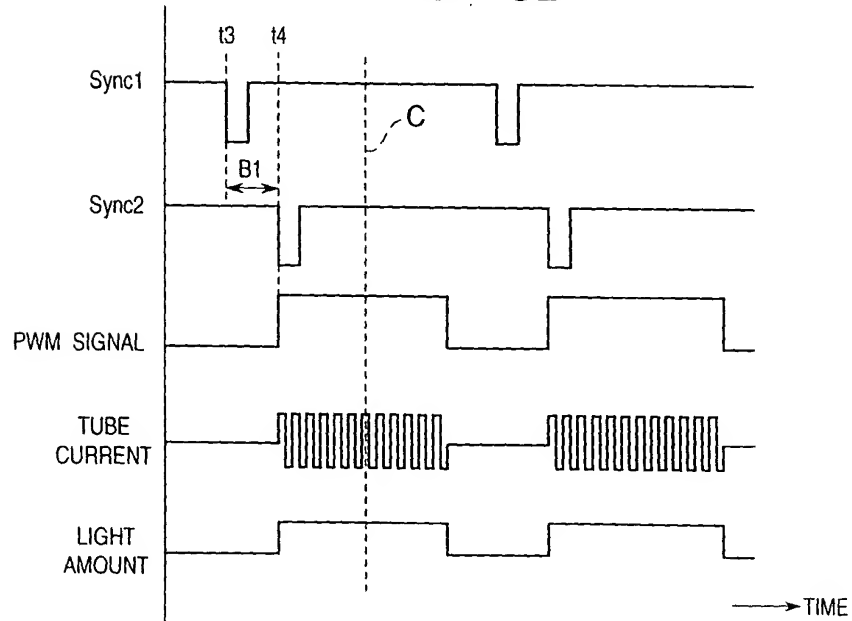 t3 t4
Sync1
C
B1
Sync2
PWM SIGNAL
TUBE
CURRENT
LIGHT
AMOUNT
TIME